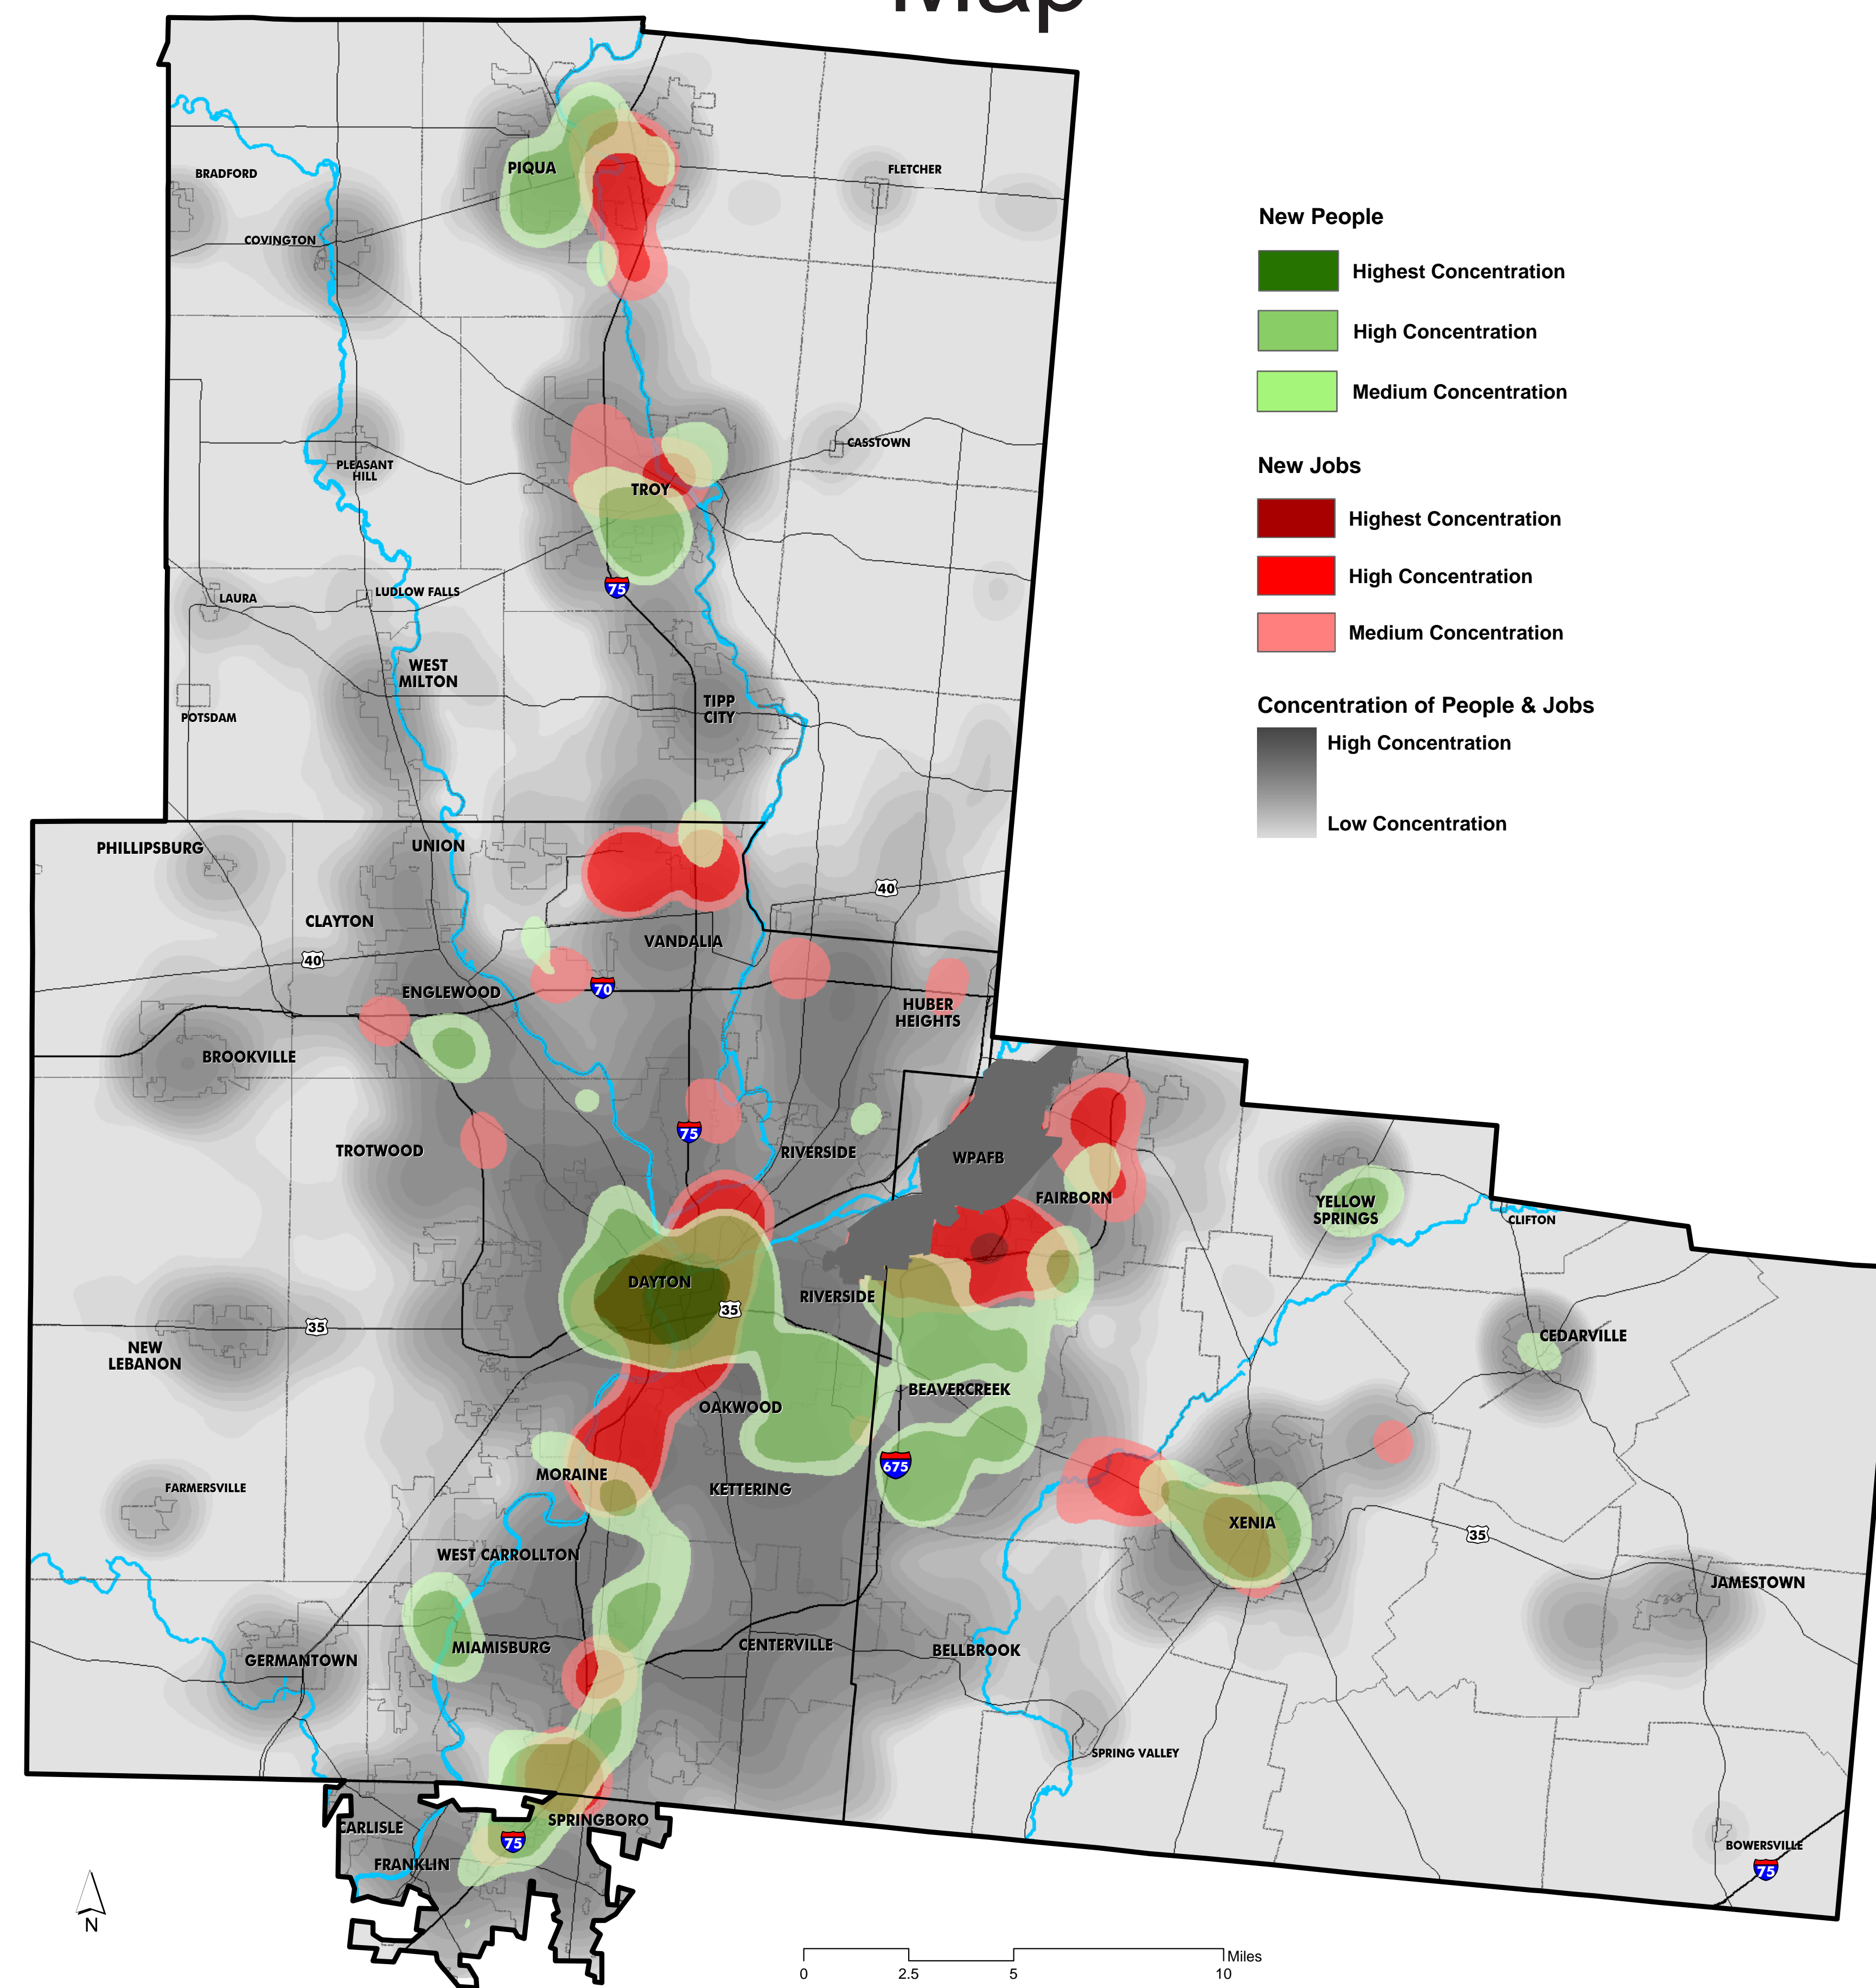 Map
New People
Highest Concentration
High Concentration
Medium Concentration
New Jobs
Highest Concentration
High Concentration
Medium Concentration
Concentration of People & Jobs
High Concentration
Low Concentration
PIQUA
BRADFORD
FLETCHER
COVINGTON
CASSTOWN
PLEASANT
HILL
TROY
75
LAURA
LUDLOW FALLS
WEST
MILTON
TIPP
CITY
POTSDAM
PHILLIPSBURG
UNION
40
CLAYTON
VANDALIA
40
ENGLEWOOD
70
HUBER
HEIGHTS
BROOKVILLE
75
TROTWOOD
RIVERSIDE
WPAFB
FAIRBORN
YELLOW
SPRINGS
CLIFTON
DAYTON
RIVERSIDE
35
35
NEW
LEBANON
CEDARVILLE
BEAVERCREEK
OAKWOOD
675
MORAINE
KETTERING
FARMERSVILLE
XENIA
35
WEST CARROLLTON
JAMESTOWN
MIAMISBURG
CENTERVILLE
BELLBROOK
GERMANTOWN
SPRING VALLEY
SPRINGBORO
CARLISLE
75
FRANKLIN
BOWERSVILLE
75
N
Miles
0
2.5
5
10